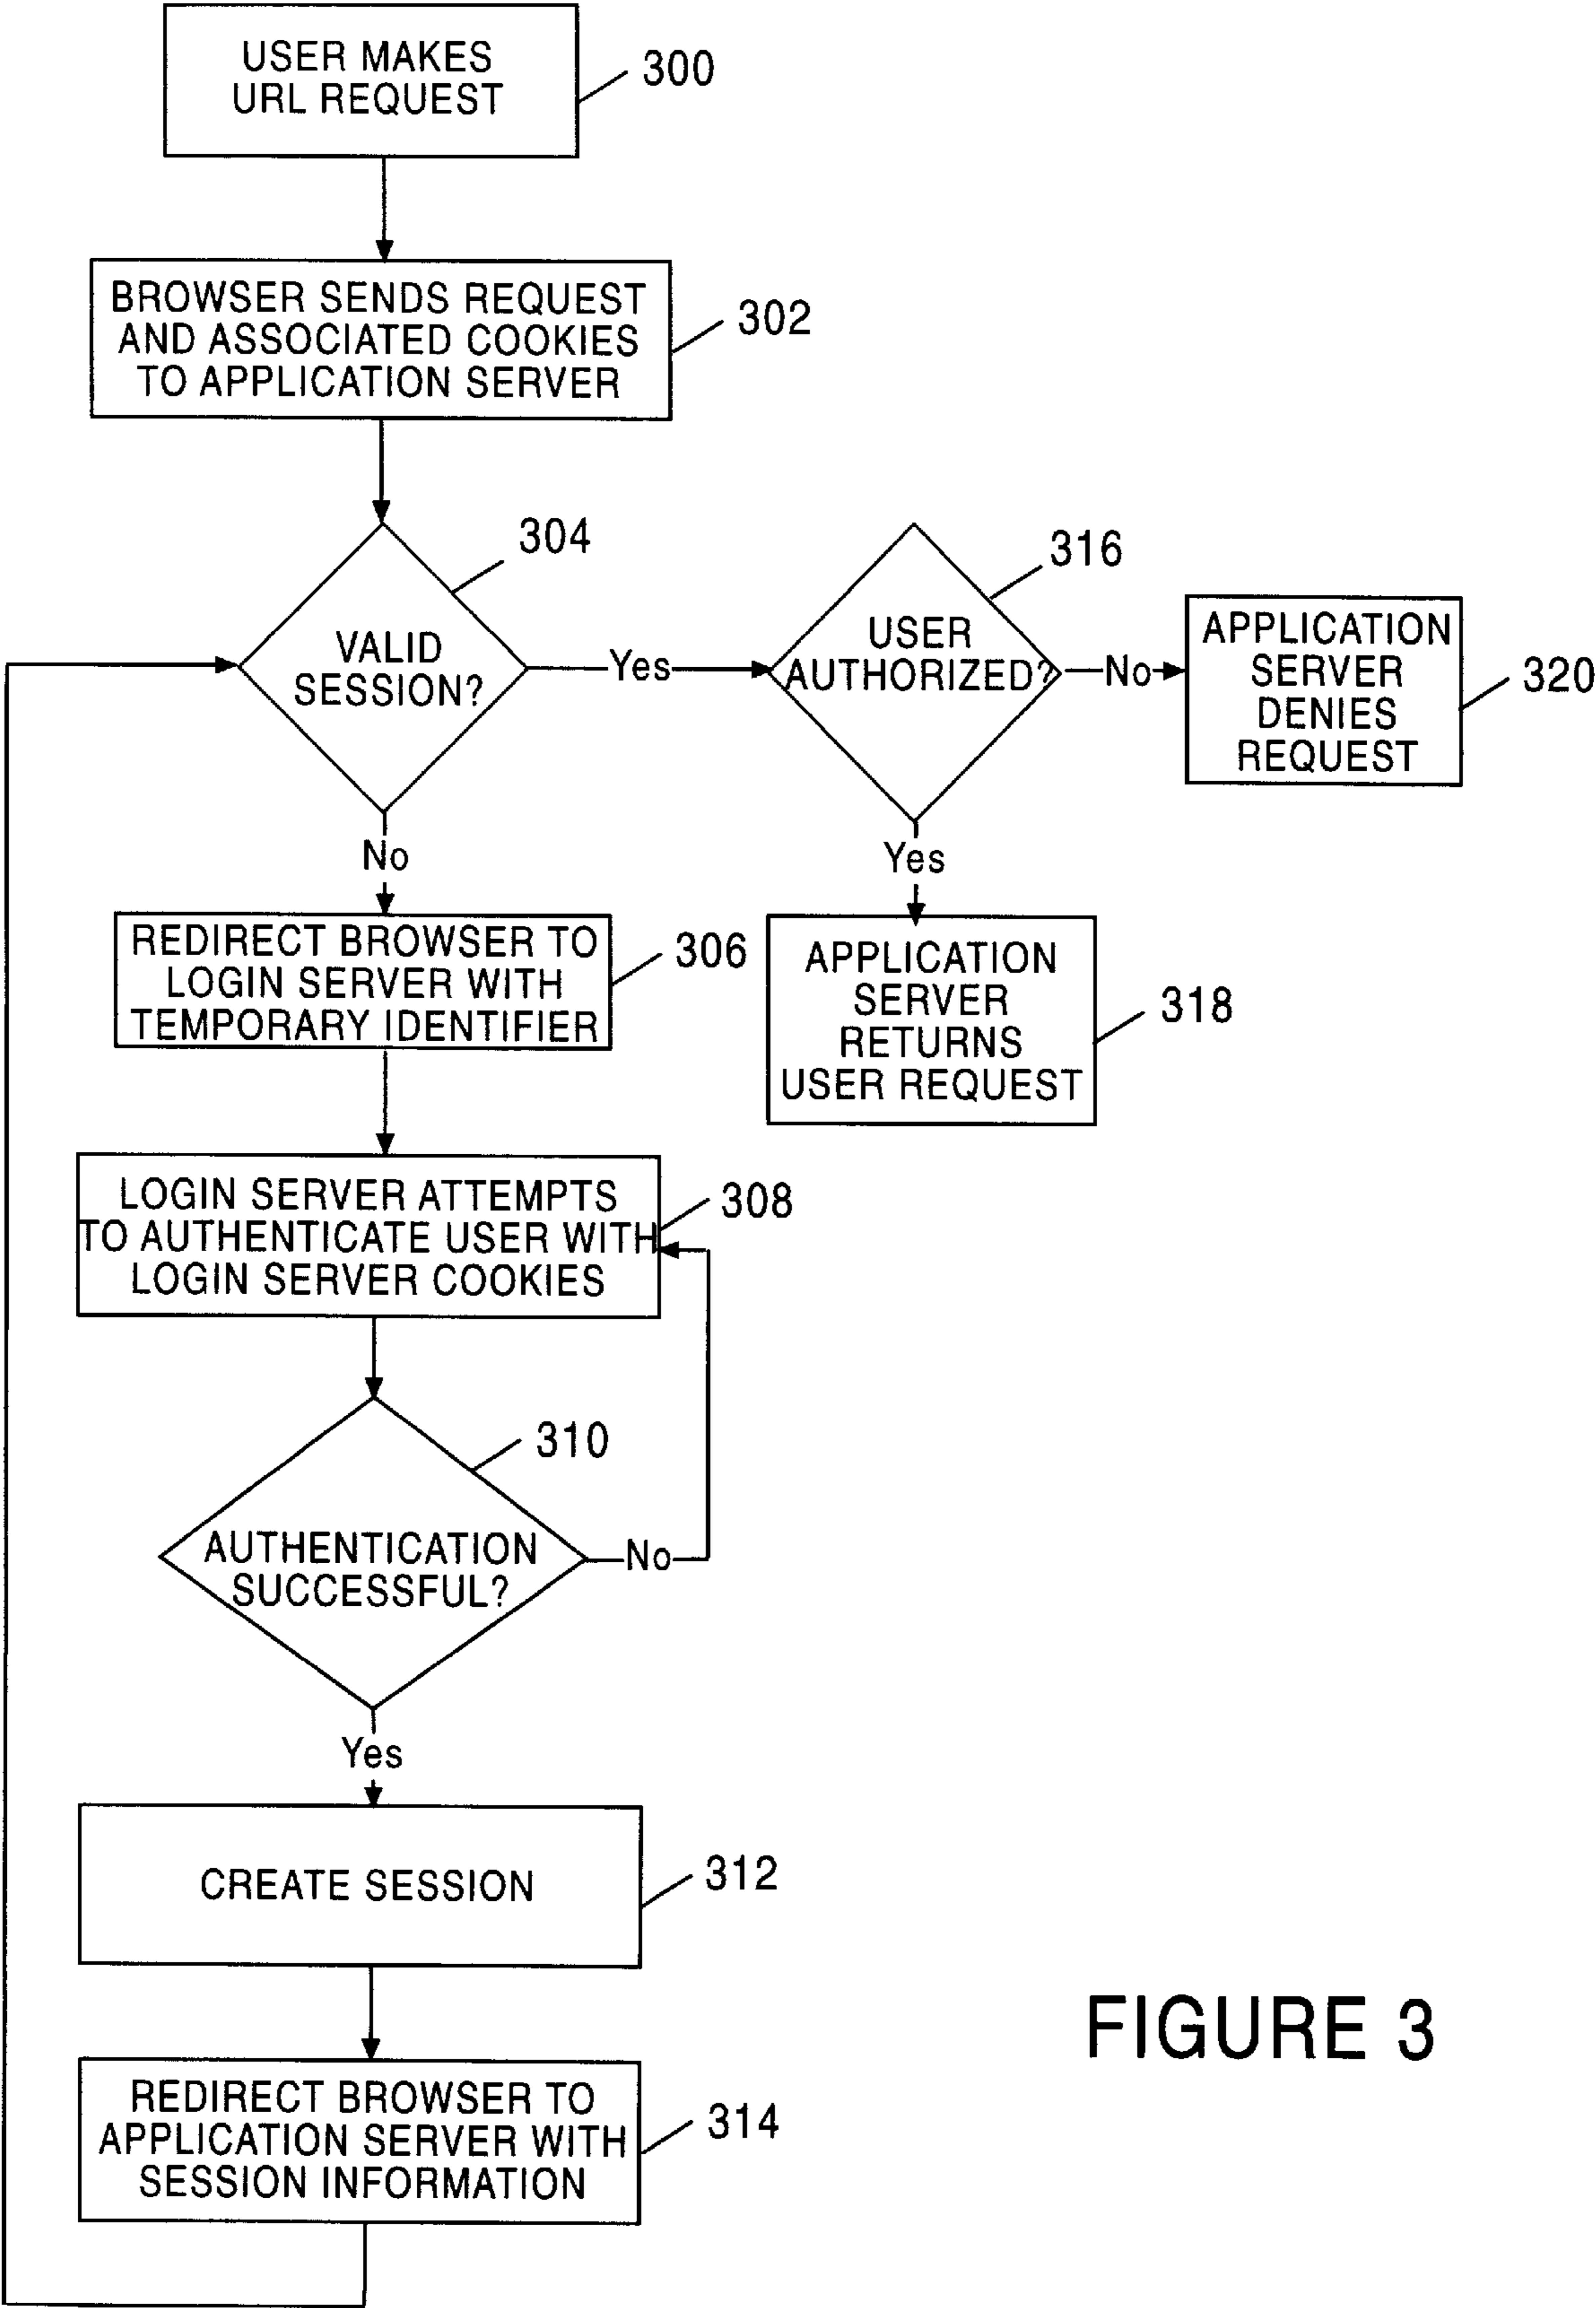 USER MAKES
URL REQUEST
300
BROWSER SENDS REQUEST
AND ASSOCIATED COOKIES
TO APPLICATION SERVER
302
304
VALID
SESSION?
Yes
316
USER
AUTHORIZED?
No
APPLICATION
SERVER
DENIES
REQUEST
320
No
Yes
REDIRECT BROWSER TO
LOGIN SERVER WITH
TEMPORARY IDENTIFIER
306
APPLICATION
SERVER
RETURNS
USER REQUEST
318
LOGIN SERVER ATTEMPTS
TO AUTHENTICATE USER WITH
LOGIN SERVER COOKIES
308
310
AUTHENTICATION
SUCCESSFUL?
No
Yes
CREATE SESSION
312
REDIRECT BROWSER TO
APPLICATION SERVER WITH
SESSION INFORMATION
314
FIGURE 3